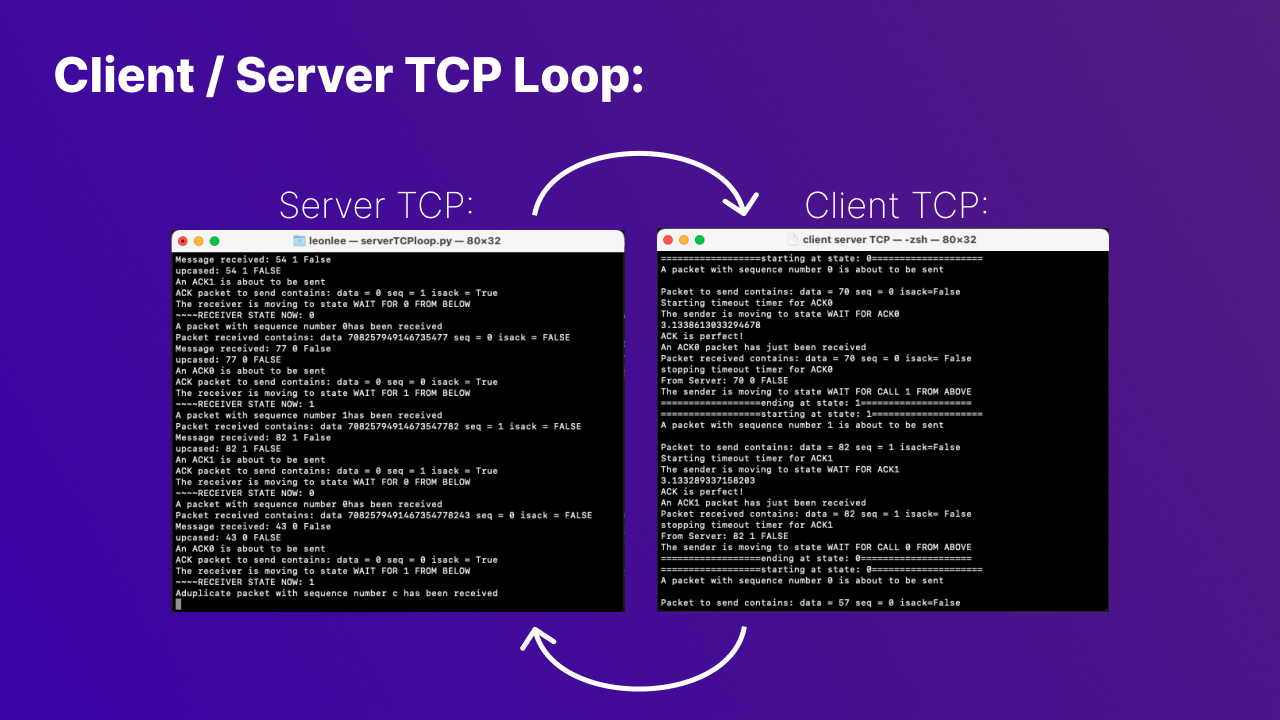 Client / Server TCP Loop:
Server TCP:
leonlee — serverTCPloop.py — 80×32
Message received: 54 1 False
upcased: 54 1 FALSE
An ACK1 is about to be sent
ACK packet to send contains: data = 0 seq = 1 isack = True
The receiver is moving to state WAIT FOR 0 FROM BELOW
~~~~RECEIVER STATE NOW: 0
A packet with sequence number 0has been received
Packet received contains: data 708257949146735477 seq = 0 isack = FALSE
Message received: 77 0 False
upcased: 77 0 FALSE
An ACK0 is about to be sent
ACK packet to send contains: data = 0 seq = 0 isack = True
The receiver is moving to state WAIT FOR 1 FROM BELOW
~~~~RECEIVER STATE NOW: 1
A packet with sequence number 1has been received
Packet received contains: data 70825794914673547782 seq = 1 isack = FALSE
Message received: 82 1 False
upcased: 82 1 FALSE
An ACK1 is about to be sent
ACK packet to send contains: data = 0 seq = 1 isack = True
The receiver is moving to state WAIT FOR 0 FROM BELOW
~~~~RECEIVER STATE NOW: 0
A packet with sequence number 0has been received
Packet received contains: data 7082579491467354778243 seq = 0 isack = FALSE
Message received: 43 0 False
upcased: 43 0 FALSE
An ACK0 is about to be sent
ACK packet to send contains: data = 0 seq = 0 isack = True
The receiver is moving to state WAIT FOR 1 FROM BELOW
~~~~RECEIVER STATE NOW: 1
Aduplicate packet with sequence number c has been received
Client TCP:
client server TCP — -zsh — 80×32
==================starting at state: 0====================
A packet with sequence number 0 is about to be sent
Packet to send contains: data = 70 seq = 0 isack=False
Starting timeout timer for ACK0
The sender is moving to state WAIT FOR ACK0
3.1338613033294678
ACK is perfect!
An ACK0 packet has just been received
Packet received contains: data = 70 seq = 0 isack= False
stopping timeout timer for ACK0
From Server: 70 0 FALSE
The sender is moving to state WAIT FOR CALL 1 FROM ABOVE
==================ending at state: 1====================
==================starting at state: 1====================
A packet with sequence number 1 is about to be sent
Packet to send contains: data = 82 seq = 1 isack=False
Starting timeout timer for ACK1
The sender is moving to state WAIT FOR ACK1
3.133289337158203
ACK is perfect!
An ACK1 packet has just been received
Packet received contains: data = 82 seq = 1 isack= False
stopping timeout timer for ACK1
From Server: 82 1 FALSE
The sender is moving to state WAIT FOR CALL 0 FROM ABOVE
==================ending at state: 0====================
==================starting at state: 0====================
A packet with sequence number 0 is about to be sent
Packet to send contains: data = 57 seq = 0 isack=False